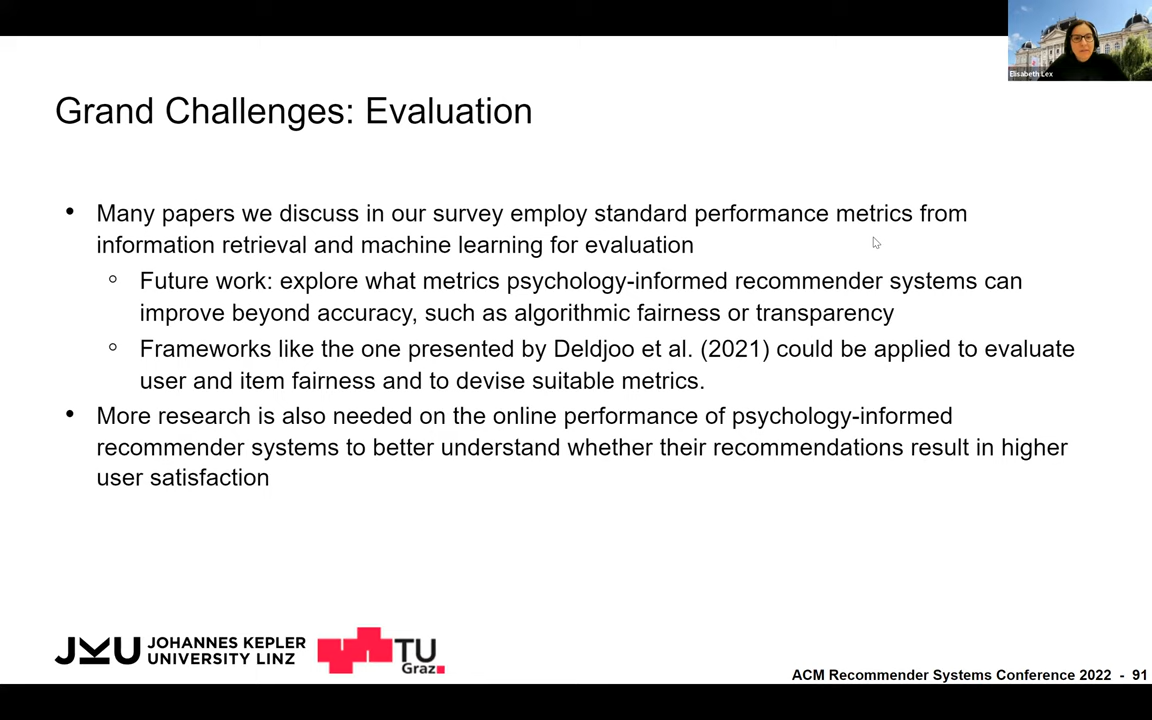 Elisabeth Lex
Grand Challenges: Evaluation
• Many papers we discuss in our survey employ standard performance metrics from
information retrieval and machine learning for evaluation
○ Future work: explore what metrics psychology-informed recommender systems can
improve beyond accuracy, such as algorithmic fairness or transparency
○ Frameworks like the one presented by Deldjoo et al. (2021) could be applied to evaluate
user and item fairness and to devise suitable metrics.
• More research is also needed on the online performance of psychology-informed
recommender systems to better understand whether their recommendations result in higher
user satisfaction
JKU JOHANNES KEPLER
UNIVERSITY LINZ
TU
Graz
ACM Recommender Systems Conference 2022 - 91